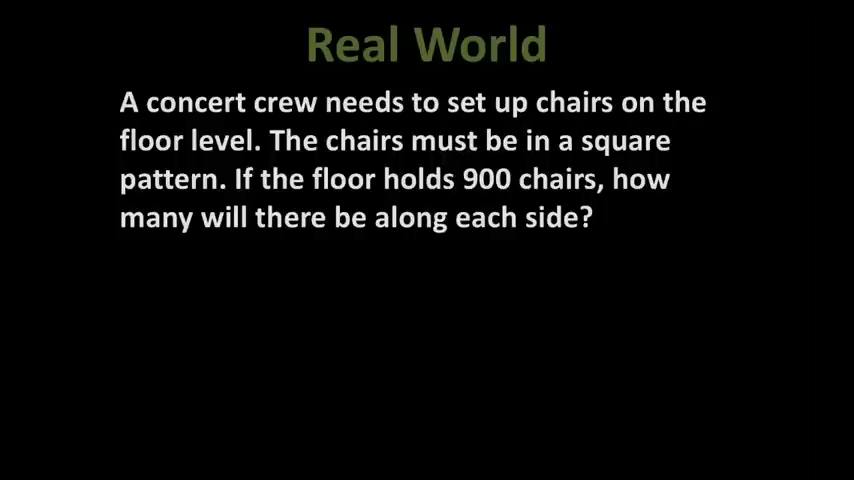 Real World
A concert crew needs to set up chairs on the
floor level. The chairs must be in a square
pattern. If the floor holds 900 chairs, how
many will there be along each side?